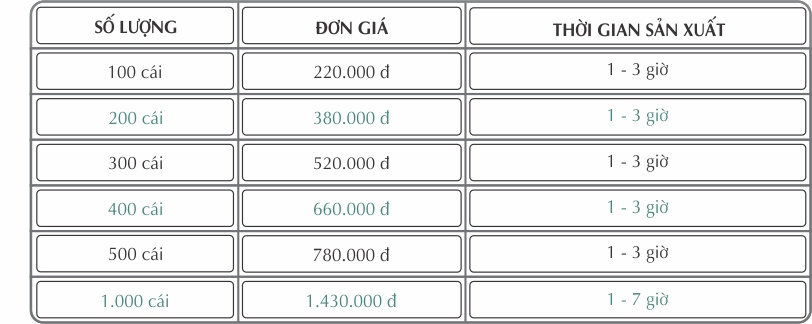 SỐ LƯỢNG ĐƠN GIÁ THỜI GIAN SẢN XUẤT
100 cái 220.000 đ 1 - 3 giờ
200 cái 380.000 đ 1 - 3 giờ
300 cái 520.000 đ 1 - 3 giờ
400 cái 660.000 đ 1 - 3 giờ
500 cái 780.000 đ 1 - 3 giờ
1.000 cái 1.430.000 đ 1 - 7 giờ